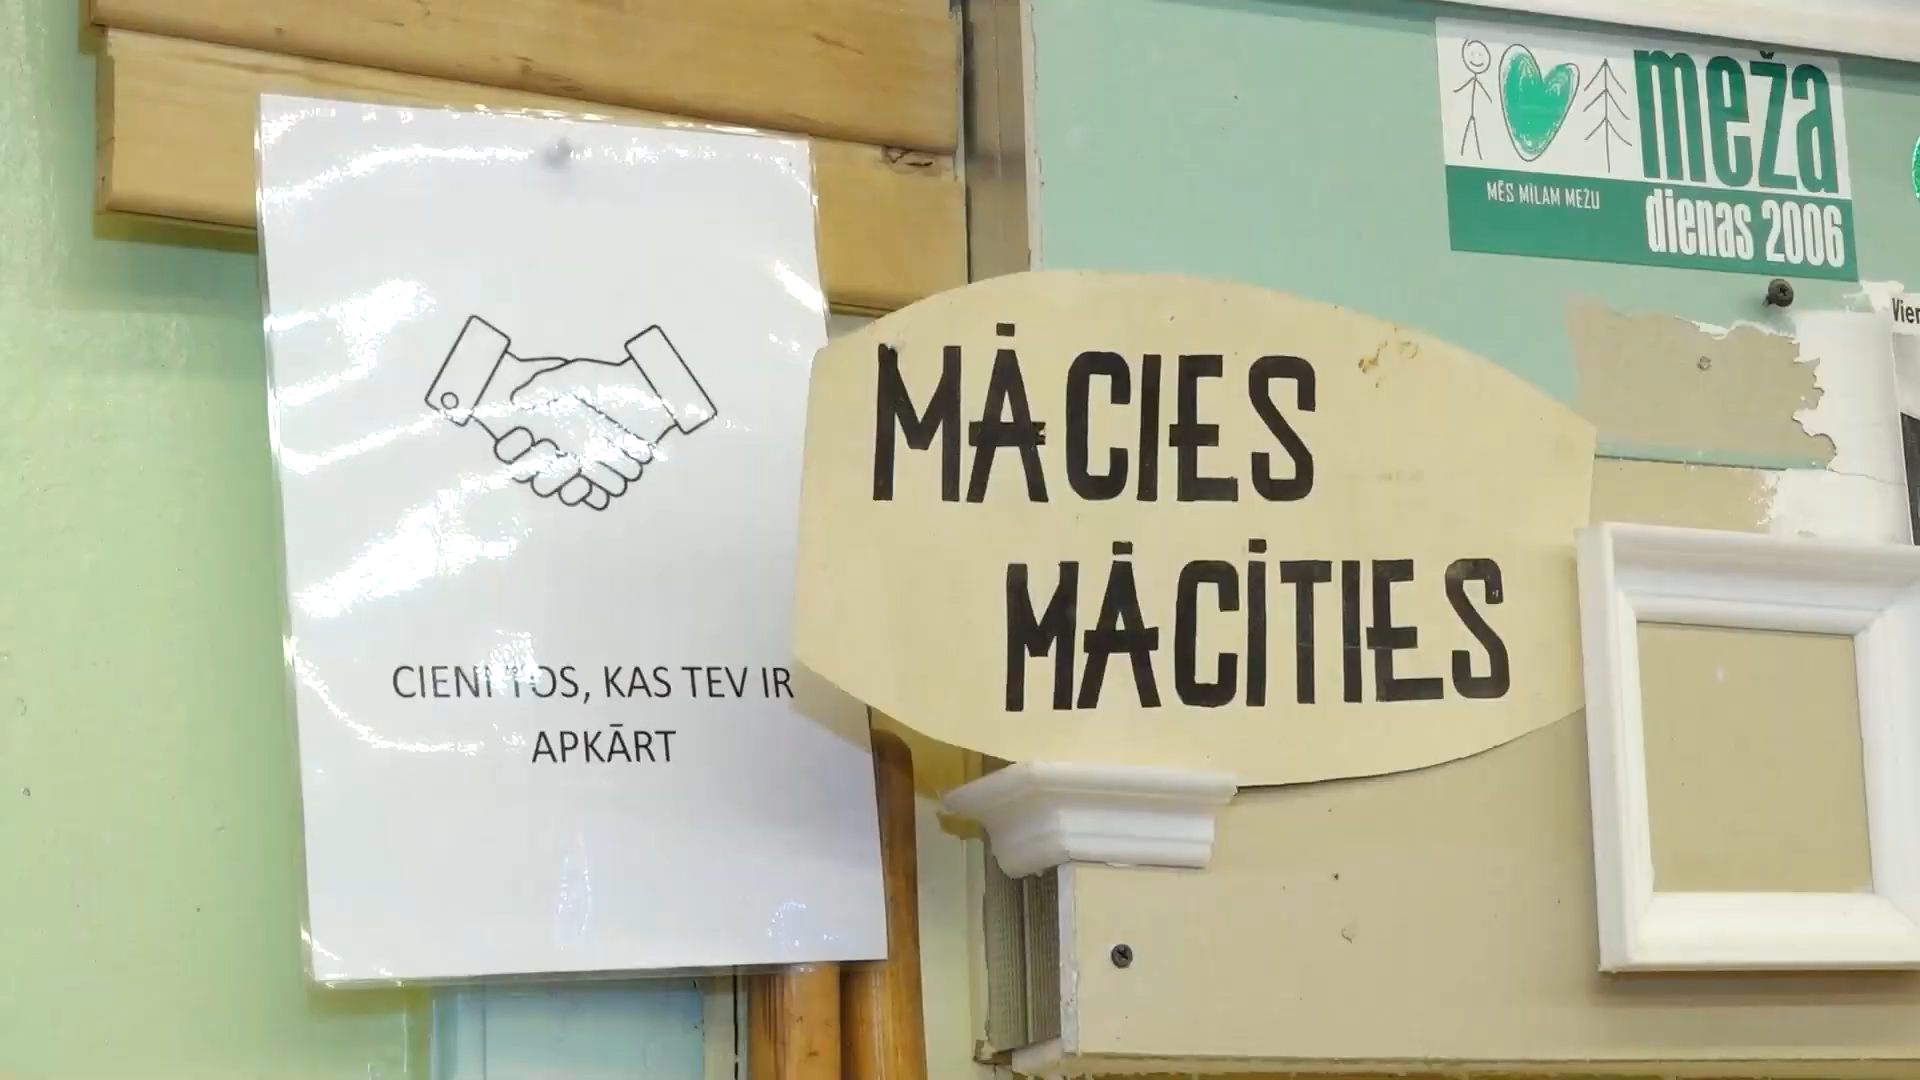 CIENI TOS, KAS TEV IR
APKĀRT
MĀCIES
MĀCĪTIES
meža
MĒS MĪLAM MEŽU
dienas 2006